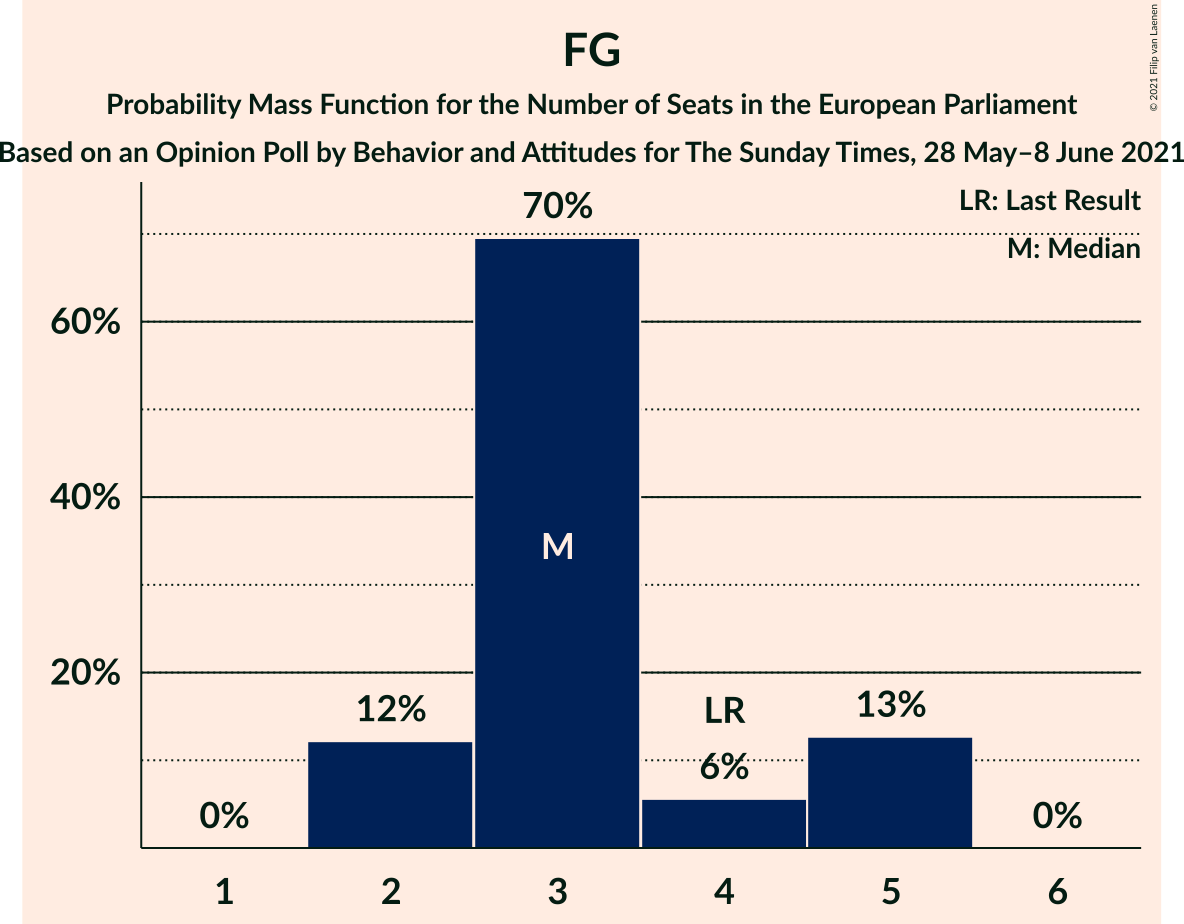 FG
Probability Mass Function for the Number of Seats in the European Parliament
Based on an Opinion Poll by Behavior and Attitudes for The Sunday Times, 28 May–8 June 2021
© 2021 Filip van Laenen
LR: Last Result
M: Median
70%
60%
40%
20%
M
12%
LR
13%
6%
0%
0%
1 2 3 4 5 6